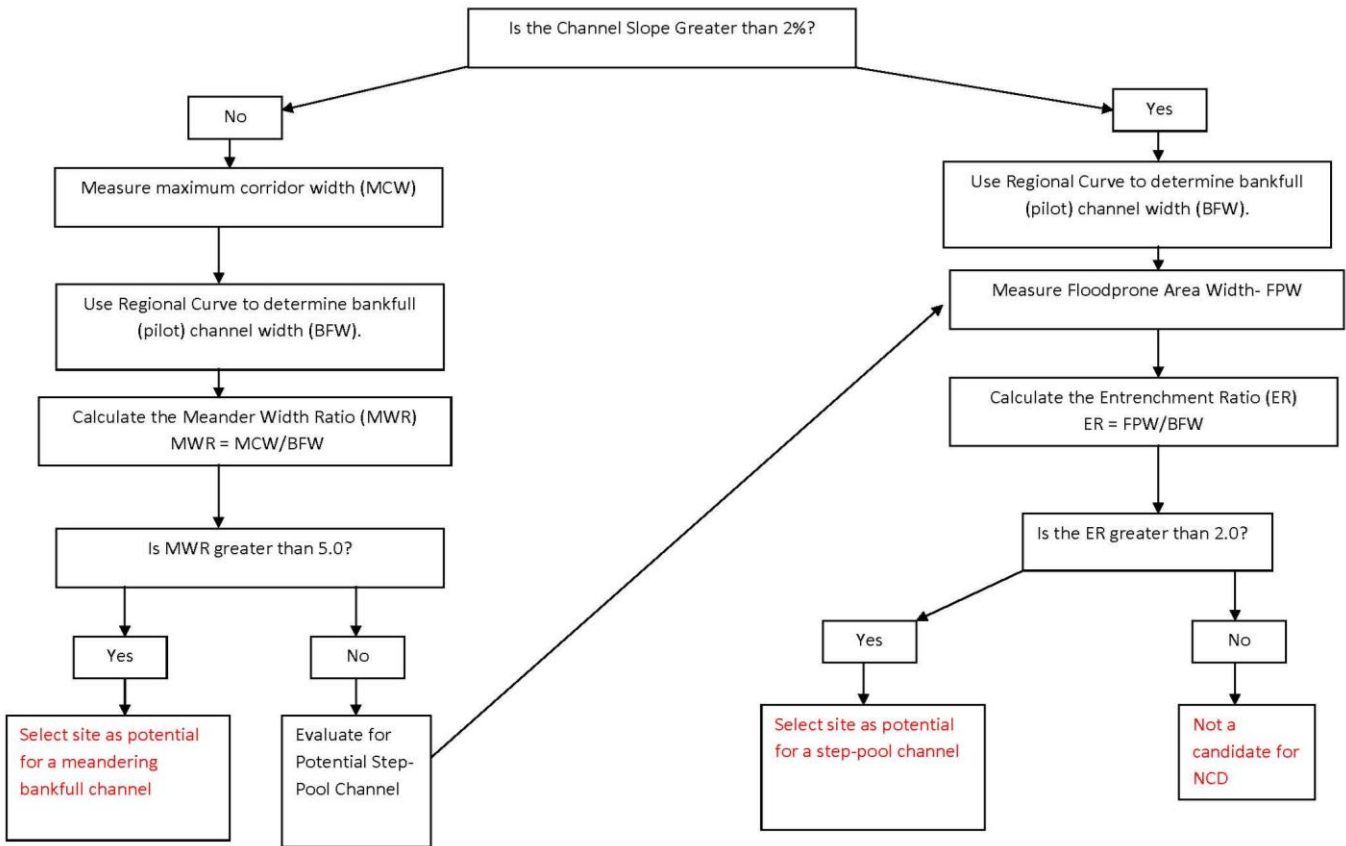 Is the Channel Slope Greater than 2%?
No
Yes
Measure maximum corridor width (MCW)
Use Regional Curve to determine bankfull
(pilot) channel width (BFW).
Use Regional Curve to determine bankfull
(pilot) channel width (BFW).
Measure Floodprone Area Width- FPW
Calculate the Meander Width Ratio (MWR)
MWR = MCW/BFW
Calculate the Entrenchment Ratio (ER)
ER = FPW/BFW
Is MWR greater than 5.0?
Is the ER greater than 2.0?
Yes
No
Yes
No
Select site as potential
for a meandering
bankfull channel
Evaluate for
Potential Step-
Pool Channel
Select site as potential
for a step-pool channel
Not a
candidate for
NCD